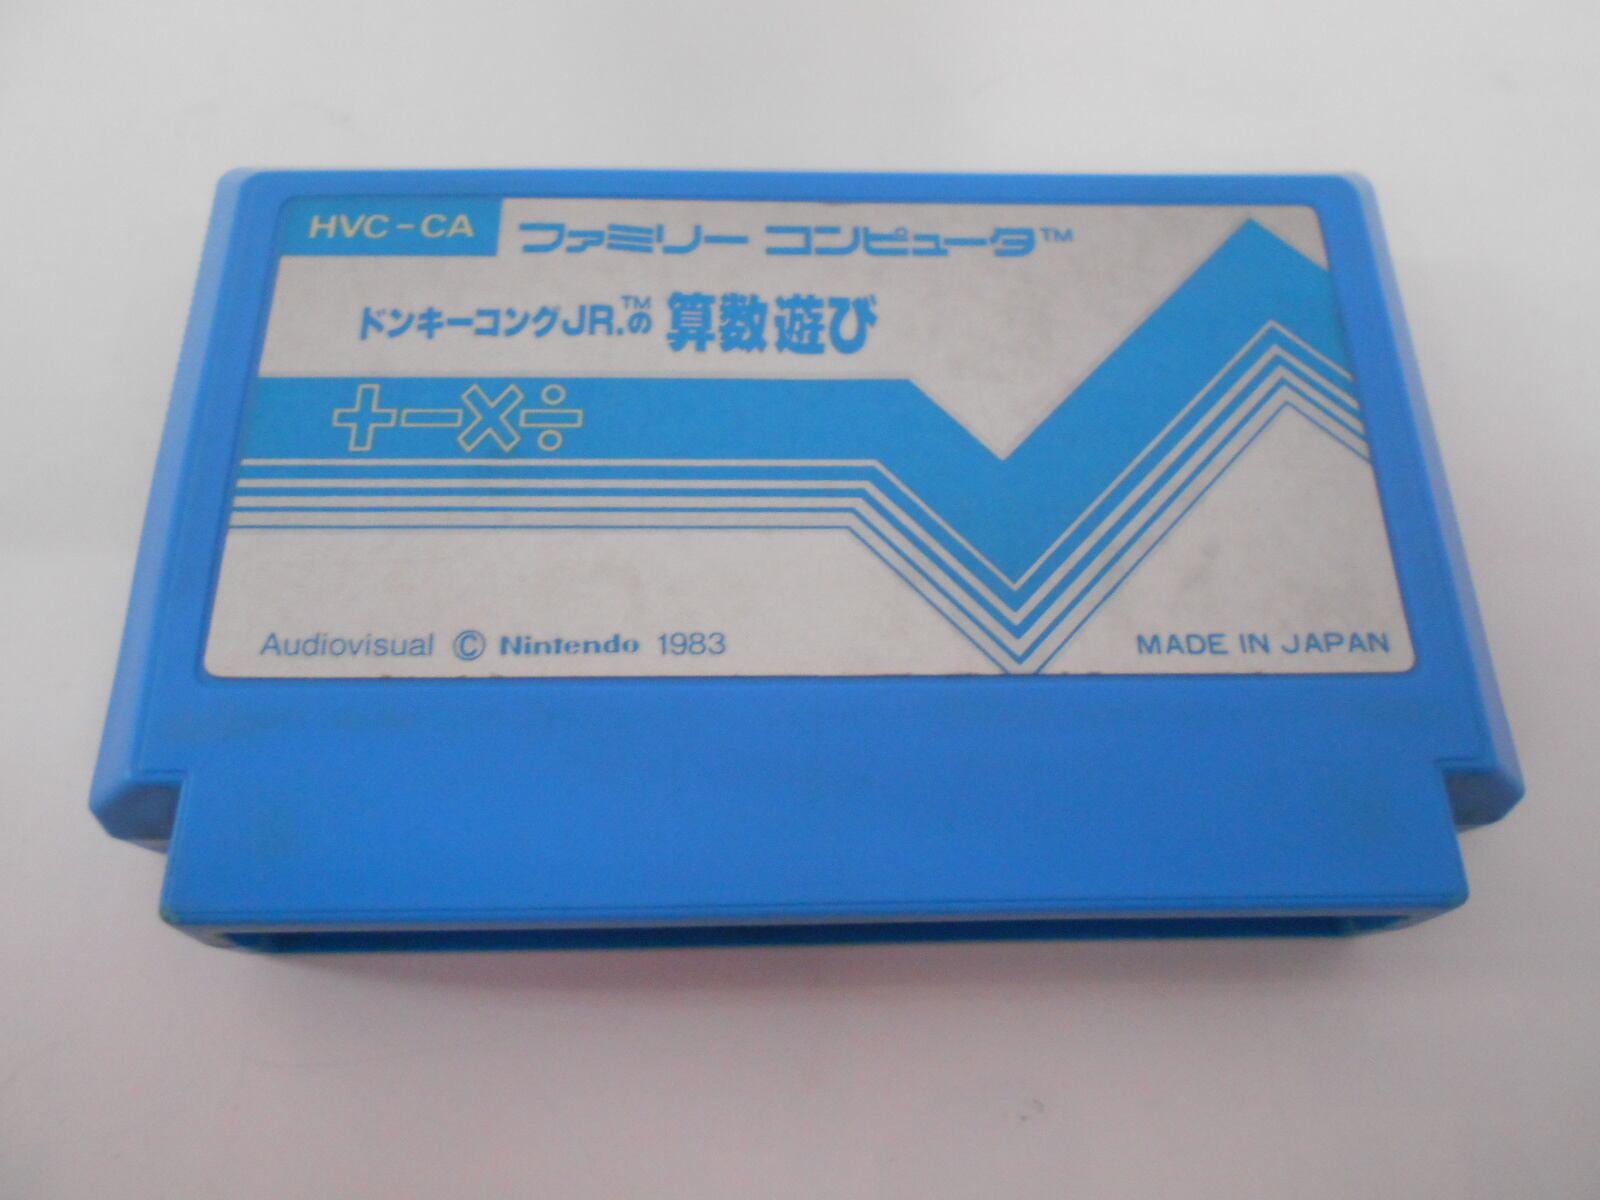 HVC-CA
ファミリー コンピュータ™
ドンキーコングJR.™の 算数遊び
+−×÷
Audiovisual © Nintendo 1983
MADE IN JAPAN